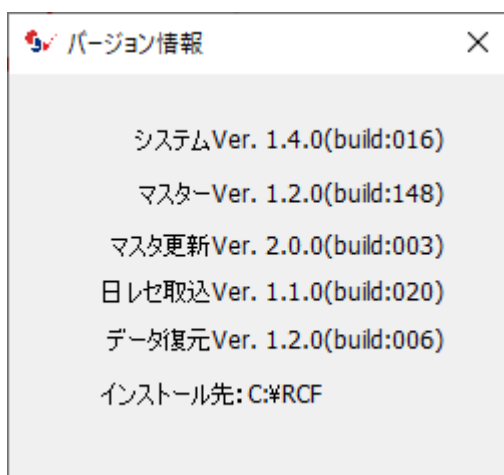 バージョン情報
システムVer. 1.4.0(build:016)
マスターVer. 1.2.0(build:148)
マスタ更新Ver. 2.0.0(build:003)
日レセ取込Ver. 1.1.0(build:020)
データ復元Ver. 1.2.0(build:006)
インストール先: C:¥RCF